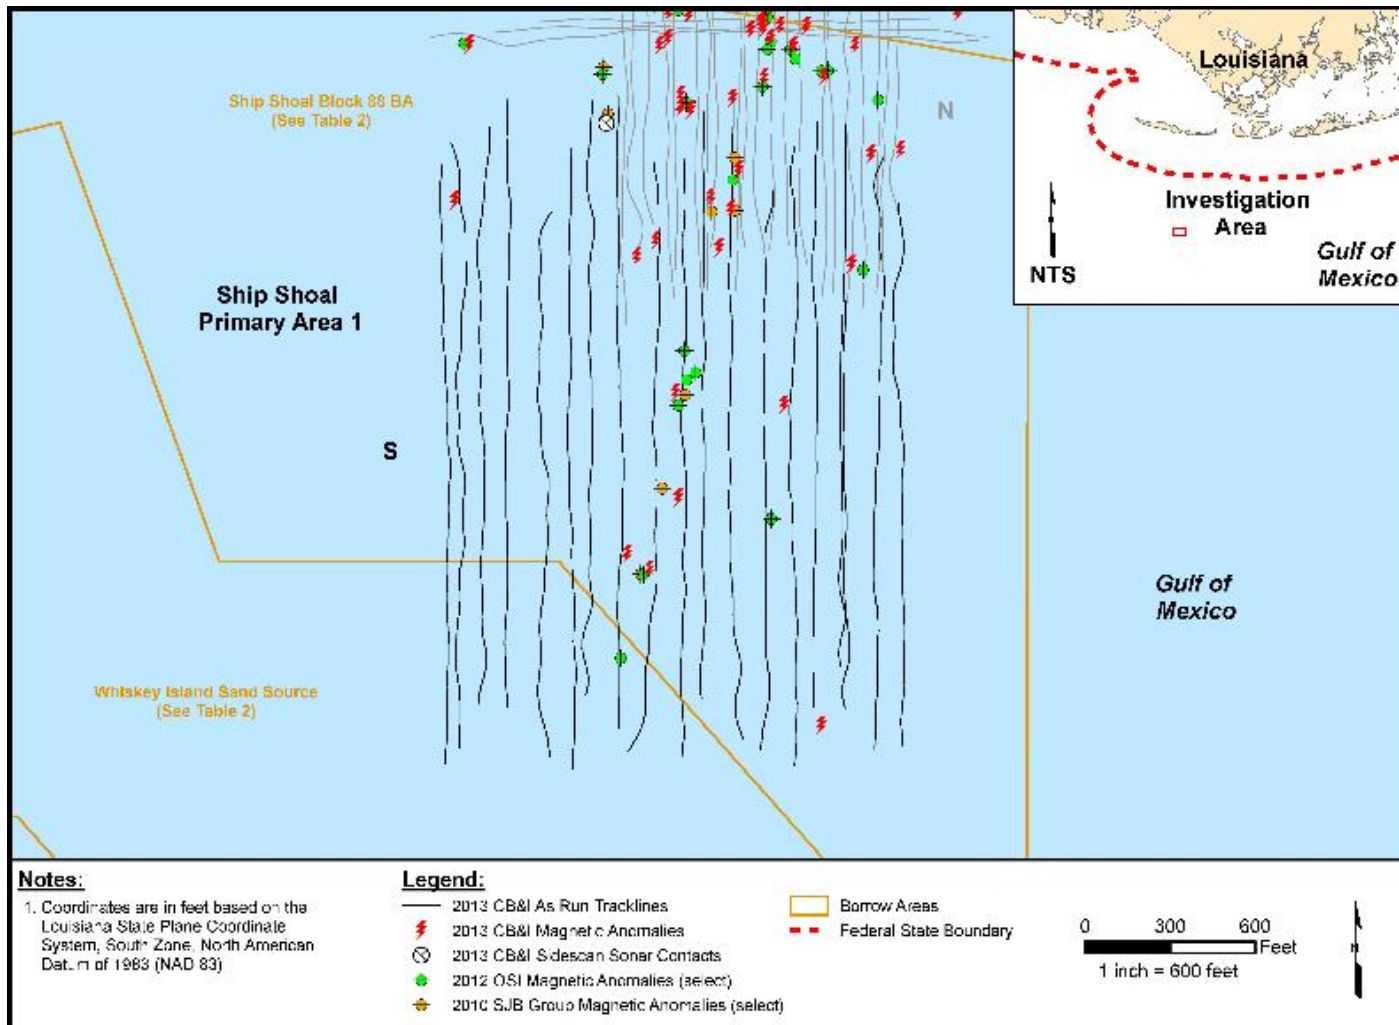 Louisiana
Ship Shoal Block 88 BA
(See Table 2)
N
Investigation
Area
NTS
Gulf of
Mexico
Ship Shoal
Primary Area 1
S
Gulf of
Mexico
Whiskey Island Sand Source
(See Table 2)
Notes:
1. Coordinates are in feet based on the
Louisiana State Plane Coordinate
System, South Zone, North American
Datum of 1983 (NAD 83)
Legend:
2013 CB&I As Run Tracklines
2013 CB&I Magnetic Anomalies
2013 CB&I Sidescan Sonar Contacts
2012 OSI Magnetic Anomalies (select)
2010 SJB Group Magnetic Anomalies (select)
Borrow Areas
Federal State Boundary
0 300 600
Feet
1 inch = 600 feet
N